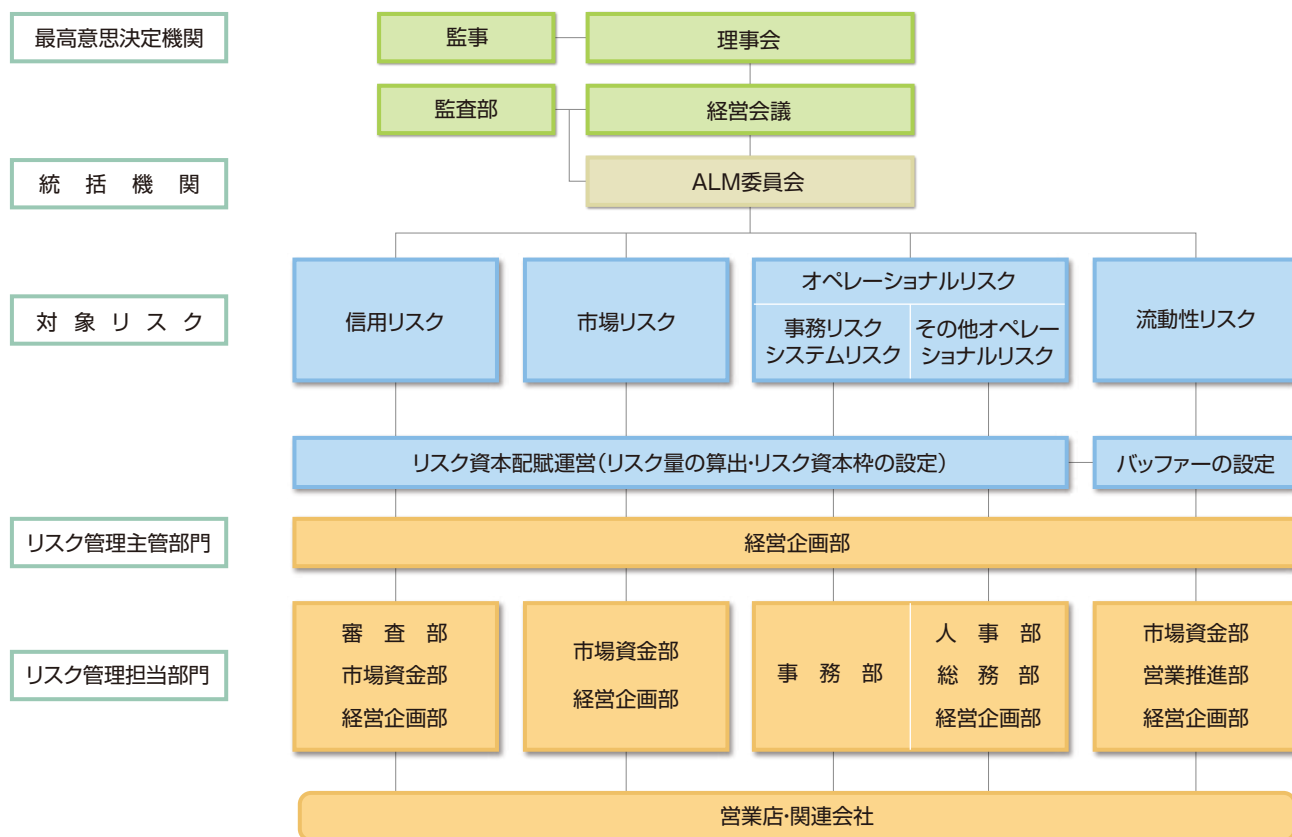 最高意思決定機関
監事
理事会
監査部
経営会議
統括機関
ALM委員会
対象リスク
信用リスク
市場リスク
オペレーショナルリスク
事務リスク
システムリスク
その他オペレー
ショナルリスク
流動性リスク
リスク資本配賦運営(リスク量の算出・リスク資本枠の設定)
バッファーの設定
リスク管理主管部門
経営企画部
リスク管理担当部門
審査部
市場資金部
経営企画部
市場資金部
経営企画部
事務部
人事部
総務部
経営企画部
市場資金部
営業推進部
経営企画部
営業店・関連会社